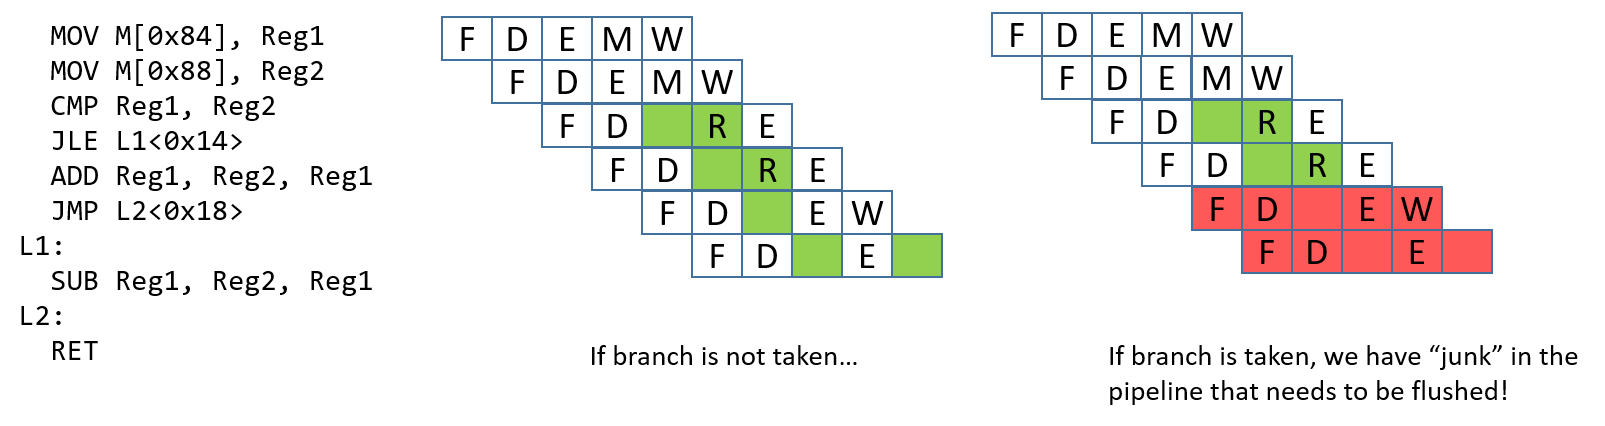 MOV M[0x84], Reg1
MOV M[0x88], Reg2
CMP Reg1, Reg2
JLE L1<0x14>
ADD Reg1, Reg2, Reg1
JMP L2<0x18>
L1:
SUB Reg1, Reg2, Reg1
L2:
RET
F D E M W
F D E M W
F D R E
F D R E
F D E W
F D E
If branch is not taken...
F D E M W
F D E M W
F D R E
F D R E
F D E W
F D E
If branch is taken, we have “junk” in the
pipeline that needs to be flushed!